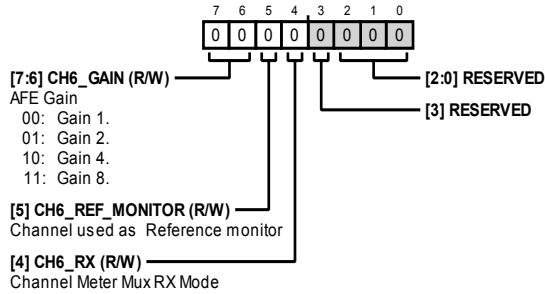 7 6 5 4 3 2 1 0
0 0 0 0 0 0 0 0
[7:6] CH6_GAIN (R/W)
AFE Gain
00: Gain 1.
01: Gain 2.
10: Gain 4.
11: Gain 8.
[5] CH6_REF_MONITOR (R/W)
Channel used as Reference monitor
[4] CH6_RX (R/W)
Channel Meter Mux RX Mode
[2:0] RESERVED
[3] RESERVED